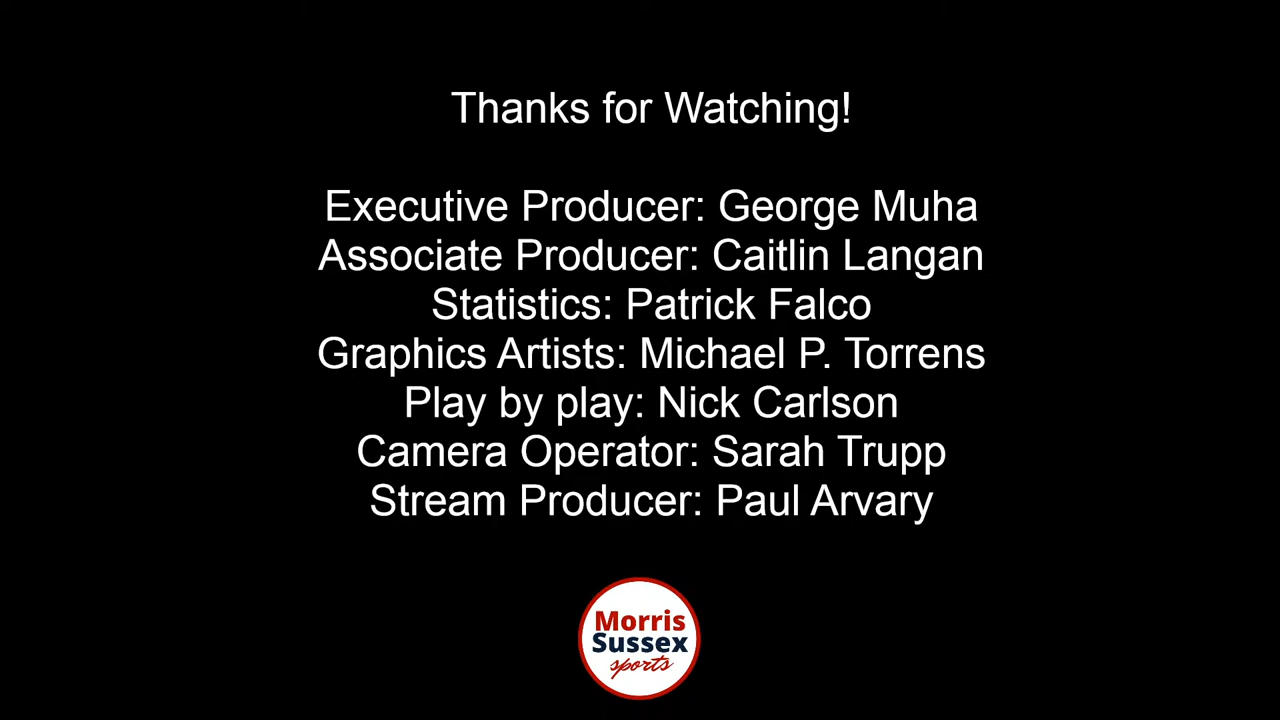 Thanks for Watching!
Executive Producer: George Muha
Associate Producer: Caitlin Langan
Statistics: Patrick Falco
Graphics Artists: Michael P. Torrens
Play by play: Nick Carlson
Camera Operator: Sarah Trupp
Stream Producer: Paul Arvary
Morris
Sussex
sports